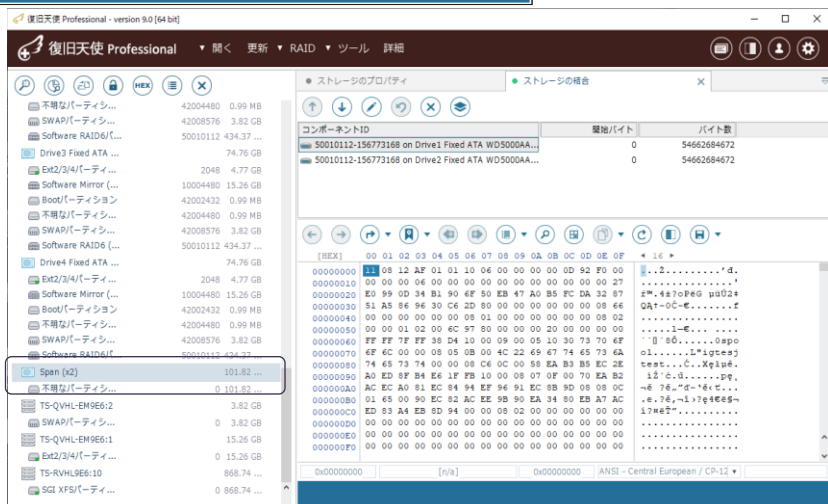 復旧天使 Professional - version 9.0 [64 bit]
復旧天使 Professional ▼ 開く 更新 ▼ RAID ▼ ツール 詳細
HEX
不明なパーティシ... 42004480 0.99 MB
SWAPパーティシ... 42008576 3.82 GB
Software RAID6パ... 50010112 434.37 ...
Drive3 Fixed ATA ... 74.76 GB
Ext2/3/4パーティ... 2048 4.77 GB
Software Mirror (... 10004480 15.26 GB
Bootパーティション 42002432 0.99 MB
不明なパーティシ... 42004480 0.99 MB
SWAPパーティシ... 42008576 3.82 GB
Software RAID6 (... 50010112 434.37 ...
Drive4 Fixed ATA ... 74.76 GB
Ext2/3/4パーティ... 2048 4.77 GB
Software Mirror (... 10004480 15.26 GB
Bootパーティション 42002432 0.99 MB
不明なパーティシ... 42004480 0.99 MB
SWAPパーティシ... 42008576 3.82 GB
Software RAID6パ... 50010112 434.37 ...
Span (x2) 101.82 ...
不明なパーティシ... 0 101.82 ...
TS-QVHL-EM9E6:2 3.82 GB
SWAPパーティシ... 0 3.82 GB
TS-QVHL-EM9E6:1 15.26 GB
Ext2/3/4パーティ... 0 15.26 GB
TS-RVHL9E6:10 868.74 ...
SGI XFSパーティ... 0 868.74 ...
ストレージのプロパティ
ストレージの結合
コンポーネントID 開始バイト バイト数
50010112-156773168 on Drive1 Fixed ATA WD5000AA... 0 54662684672
50010112-156773168 on Drive2 Fixed ATA WD5000AA... 0 54662684672
[HEX] 00 01 02 03 04 05 06 07 08 09 0A 0B 0C 0D 0E 0F ◄ 16 ►
00000000 11 08 12 AF 01 01 10 06 00 00 00 00 0D 92 F0 00
00000010 00 00 00 06 00 00 00 00 00 00 00 00 00 00 00 27
00000020 E0 99 0D 34 B1 90 6F 50 EB 47 A0 B5 FC DA 32 87
00000030 51 A5 86 96 30 C6 2D 80 00 00 00 00 00 00 08 66
00000040 00 00 00 00 00 00 08 01 00 00 00 00 00 00 08 02
00000050 00 00 01 02 00 6C 97 80 00 00 00 20 00 00 00 00
00000060 FF FF 7F FF 38 D4 10 00 09 00 05 10 30 73 70 6F
00000070 6F 6C 00 00 08 05 0B 00 4C 22 69 67 74 65 73 6A
00000080 74 65 73 74 00 00 08 C6 0C 00 58 EA B3 B5 EC 2E
00000090 A0 ED 8F B4 E6 1F FB 10 00 08 07 0F 00 70 EA B2
000000A0 AC EC A0 81 EC 84 94 EF 96 91 EC 8B 9D 08 08 0C
000000B0 01 65 00 90 EC 82 AC EE 9B 90 EA 34 80 EB A7 AC
000000C0 ED 83 A4 EB 8D 94 00 00 08 02 00 00 00 00 00 00
000000D0 00 00 00 00 00 00 00 00 00 00 00 00 00 00 00 00
000000E0 00 00 00 00 00 00 00 00 00 00 00 00 00 00 00 00
000000F0 00 00 00 00 00 00 00 00 00 00 00 00 00 00 00 00
0x00000000 [n/a] 0x00000000 ANSI - Central European / CP-12